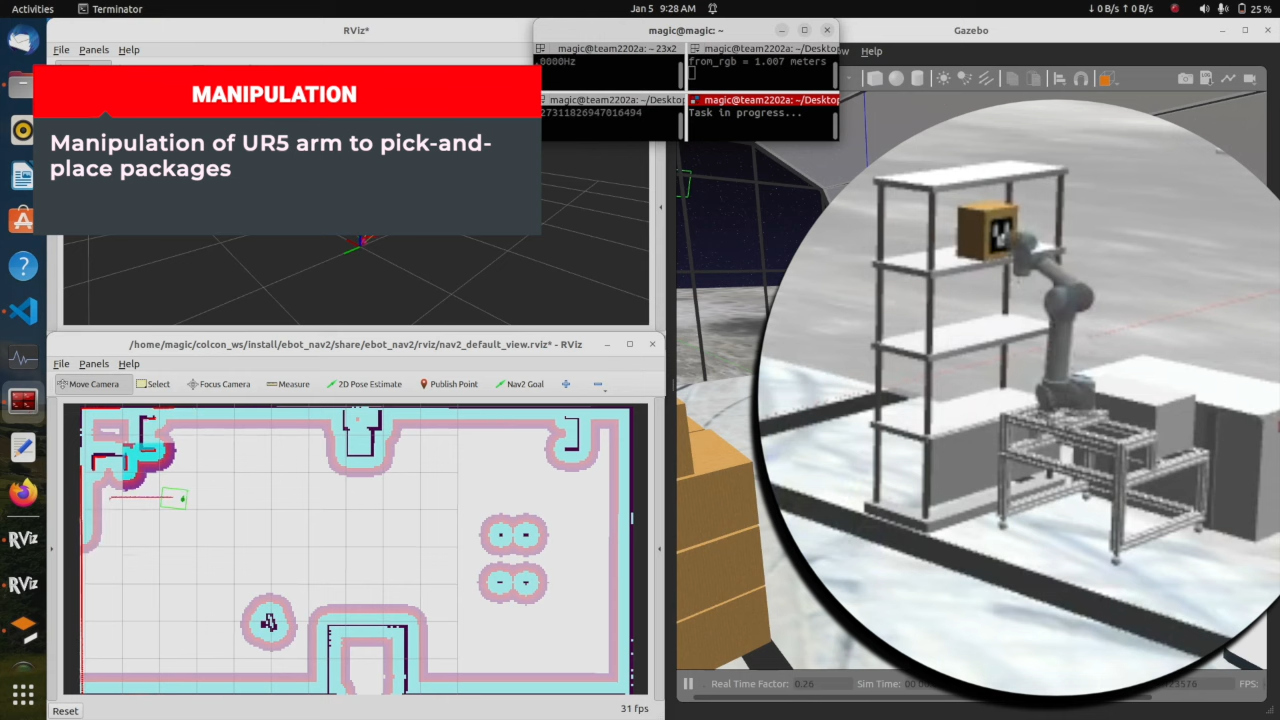 Activities
Terminator
Jan 5 9:28 AM
↓ 0 B/s ↑ 0 B/s
25 %
RViz*
File Panels Help
magic@magic: ~
magic@team2202a: ~ 23x2
.0000Hz
magic@team2202a: ~/Desktop
from_rgb = 1.007 meters
magic@team2202a: ~/Desktop
27311826947016494
magic@team2202a: ~/Desktop
Task in progress...
Gazebo
Help
MANIPULATION
Manipulation of UR5 arm to pick-and-
place packages
/home/magic/colcon_ws/install/ebot_nav2/share/ebot_nav2/rviz/nav2_default_view.rviz* - RViz
File Panels Help
Move Camera Select Focus Camera Measure 2D Pose Estimate Publish Point Nav2 Goal
RViz
RViz
Reset
31 fps
Real Time Factor: 0.26 Sim Time: FPS: